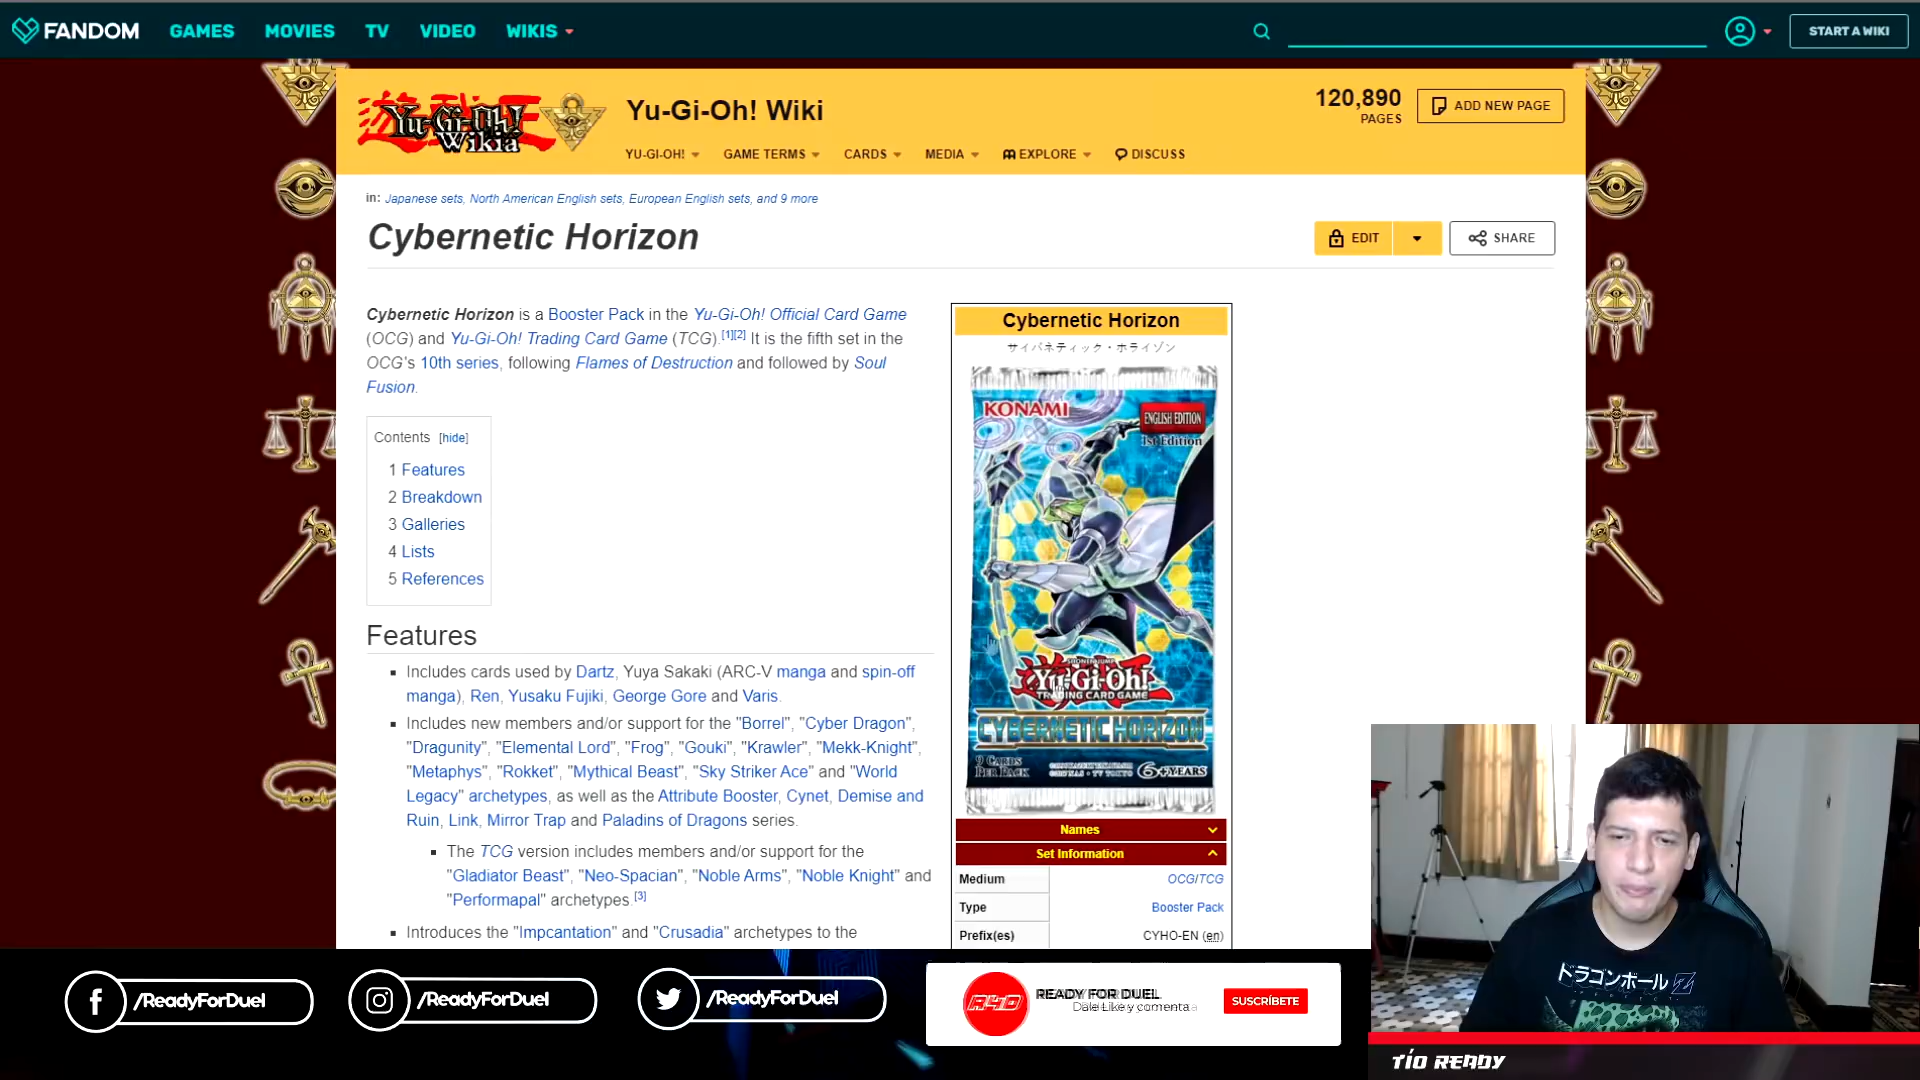 FANDOM
GAMES
MOVIES
TV
VIDEO
WIKIS
START A WIKI
Yu-Gi-Oh!
Wikia
Yu-Gi-Oh! Wiki
120,890
PAGES
ADD NEW PAGE
YU-GI-OH!
GAME TERMS
CARDS
MEDIA
EXPLORE
DISCUSS
in: Japanese sets, North American English sets, European English sets, and 9 more
Cybernetic Horizon
EDIT
SHARE
Cybernetic Horizon is a Booster Pack in the Yu-Gi-Oh! Official Card Game
(OCG) and Yu-Gi-Oh! Trading Card Game (TCG).[1][2] It is the fifth set in the
OCG's 10th series, following Flames of Destruction and followed by Soul
Fusion.
Contents [hide]
1 Features
2 Breakdown
3 Galleries
4 Lists
5 References
Features
Includes cards used by Dartz, Yuya Sakaki (ARC-V manga and spin-off
manga), Ren, Yusaku Fujiki, George Gore and Varis.
Includes new members and/or support for the "Borrel", "Cyber Dragon",
"Dragunity", "Elemental Lord", "Frog", "Gouki", "Krawler", "Mekk-Knight",
"Metaphys", "Rokket", "Mythical Beast", "Sky Striker Ace" and "World
Legacy" archetypes, as well as the Attribute Booster, Cynet, Demise and
Ruin, Link, Mirror Trap and Paladins of Dragons series.
The TCG version includes members and/or support for the
"Gladiator Beast", "Neo-Spacian", "Noble Arms", "Noble Knight" and
"Performapal" archetypes.[3]
Introduces the "Impcantation" and "Crusadia" archetypes to the
Cybernetic Horizon
サイバネティック・ホライゾン
KONAMI
ENGLISH EDITION
1st Edition
SHONEN JUMP
Yu-Gi-Oh!
TRADING CARD GAME
CYBERNETIC HORIZON
9 CARDS
PER PACK
6+YEARS
Names
Set Information
Medium
OCG/TCG
Type
Booster Pack
Prefix(es)
CYHO-EN (en)
/ReadyForDuel
/ReadyForDuel
/ReadyForDuel
R4D
READY FOR DUEL
Dale Like y comenta
SUSCRÍBETE
ドラゴンボール Z
TÍO READY